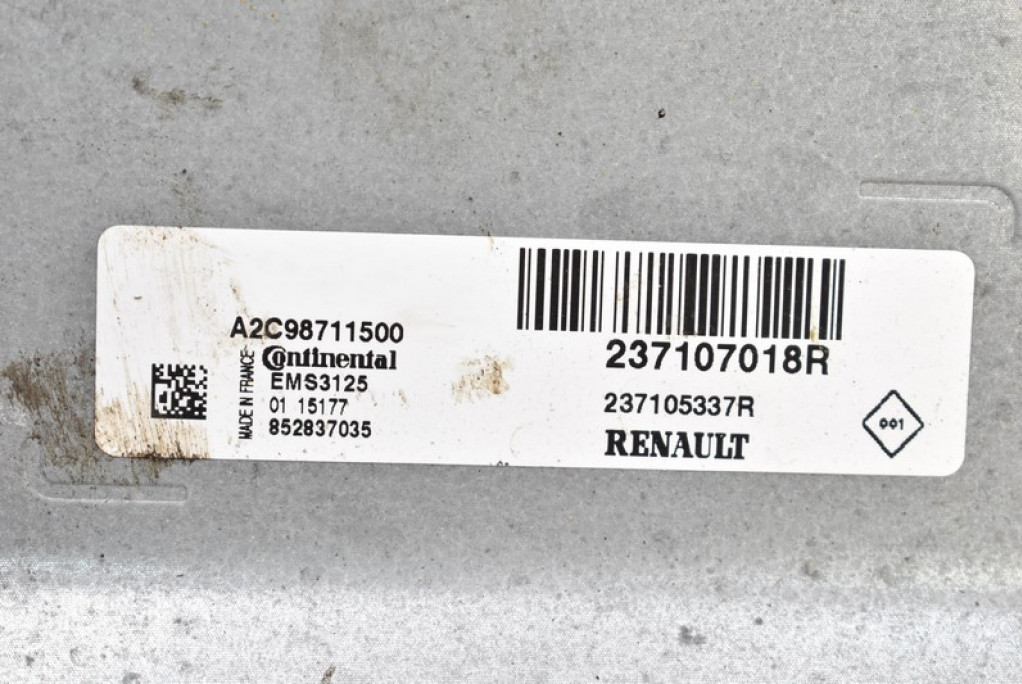 A2C98711500
Continental
EMS3125
01 15177
852837035
MADE IN FRANCE
237107018R
237105337R
RENAULT
001